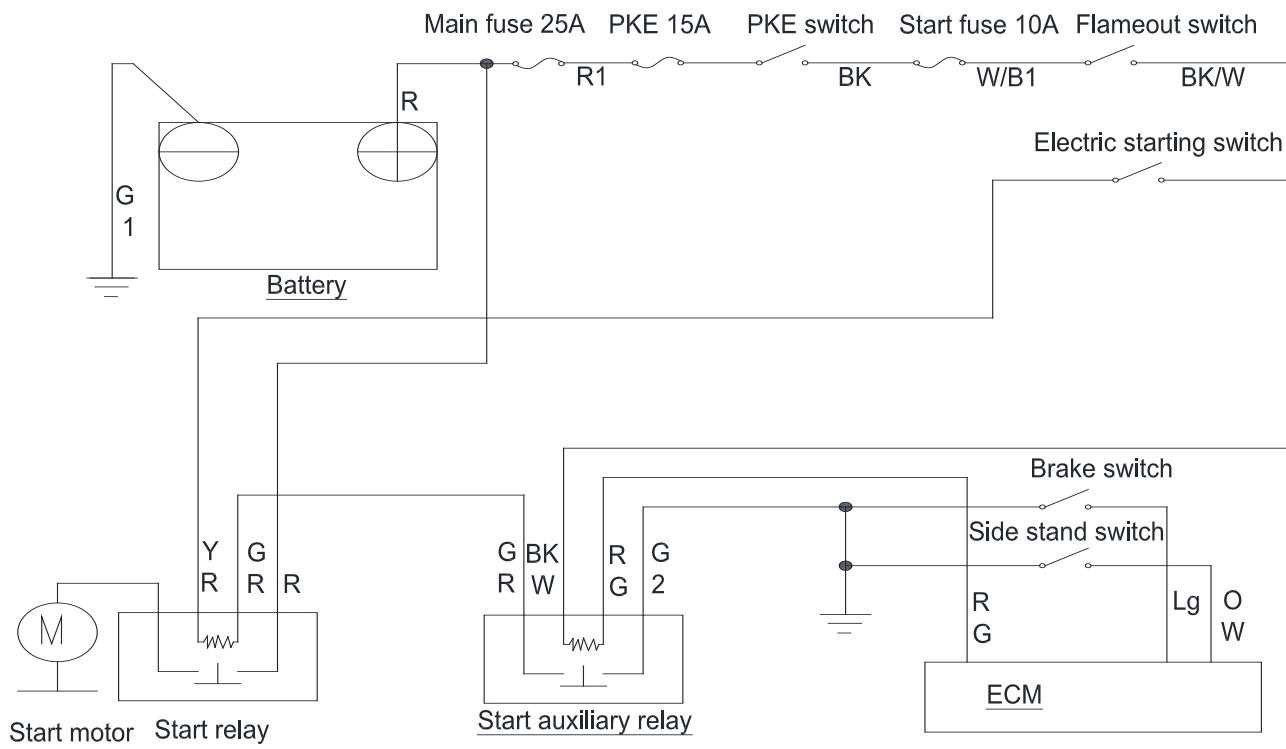 Main fuse 25A PKE 15A PKE switch Start fuse 10A Flameout switch
R1 BK W/B1 BK/W
R
Electric starting switch
G
1
Battery
Brake switch
Side stand switch
Y G
R R R
G BK R G
R W G 2
R Lg O
G W
M
ECM
Start motor Start relay Start auxiliary relay